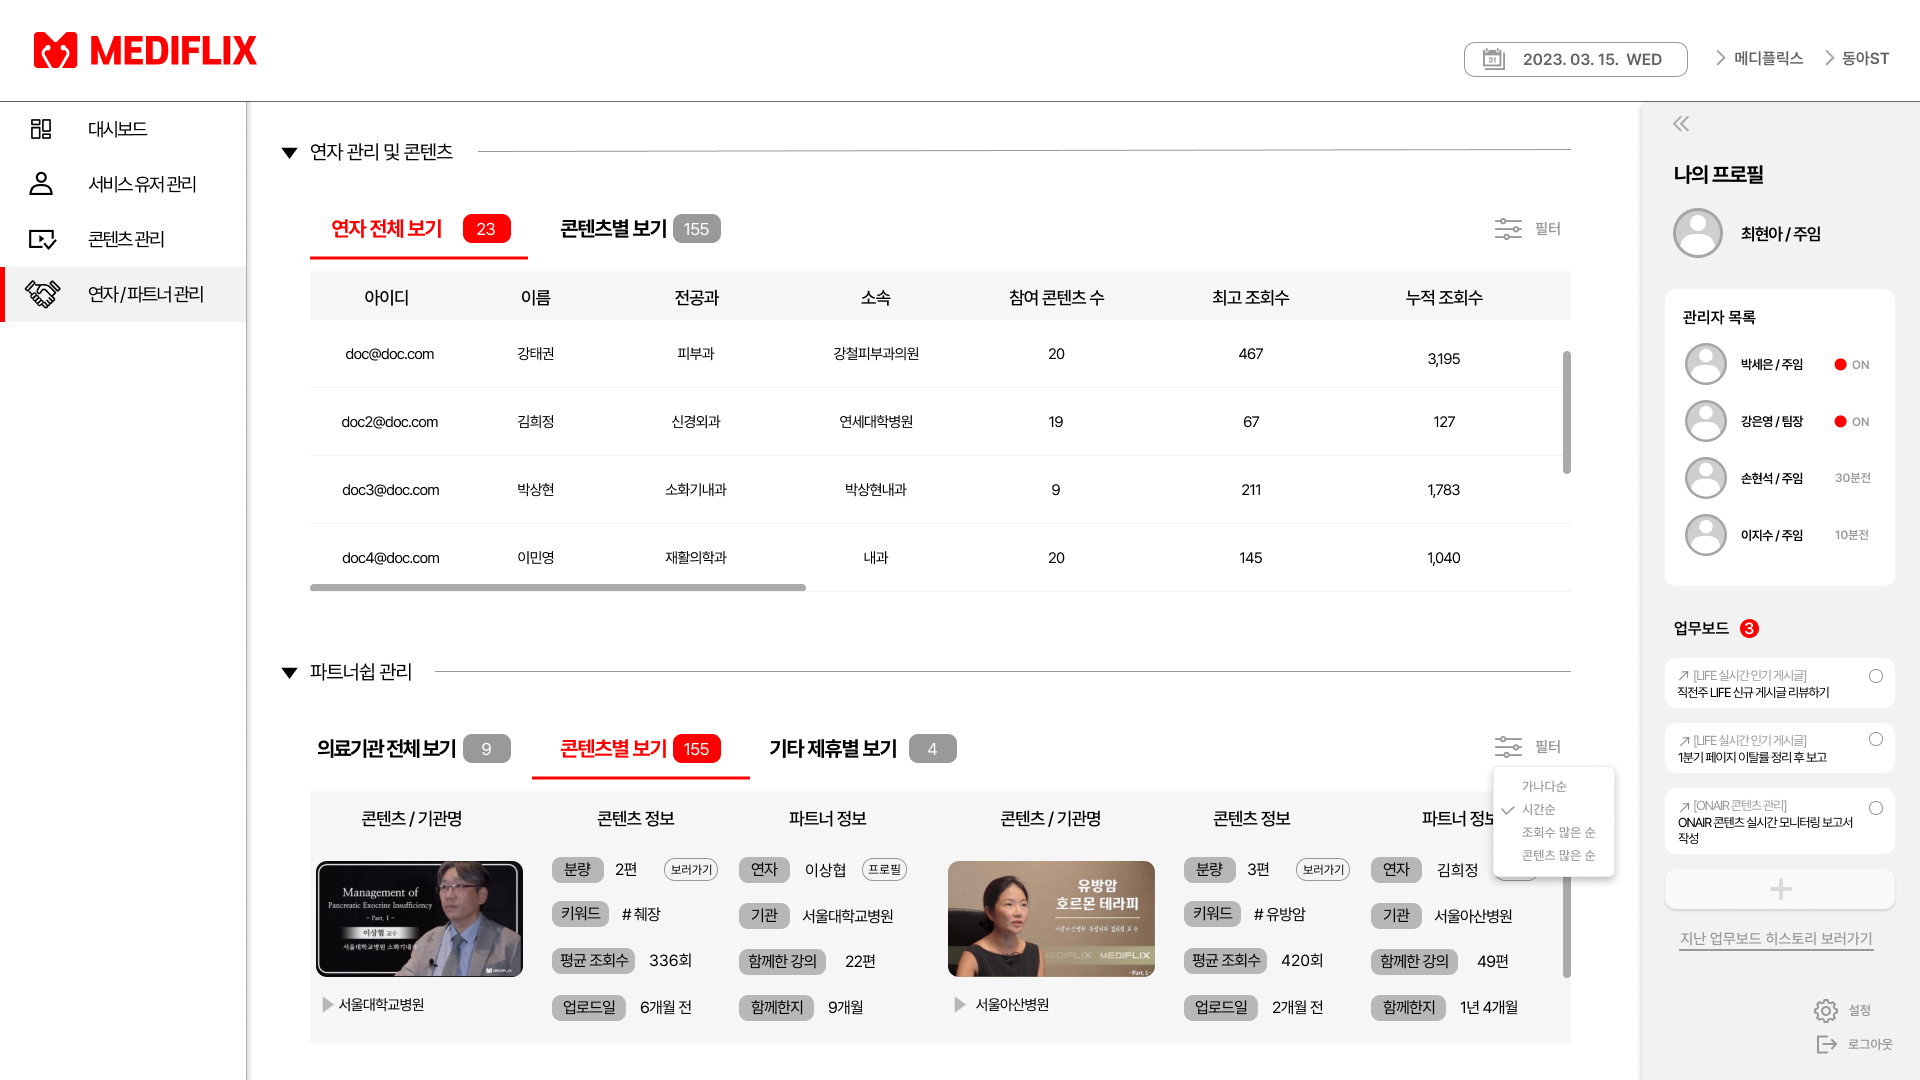 MEDIFLIX
31
2023. 03. 15. WED
메디플릭스
동아ST
대시보드
서비스 유저 관리
콘텐츠 관리
연자 / 파트너 관리
연자 관리 및 콘텐츠
연자 전체 보기 23
콘텐츠별 보기 155
필터
아이디 이름 전공과 소속 참여 콘텐츠 수 최고 조회수 누적 조회수
doc@doc.com 강태권 피부과 강철피부과의원 20 467 3,195
doc2@doc.com 김희정 신경외과 연세대학병원 19 67 127
doc3@doc.com 박상현 소화기내과 박상현내과 9 211 1,783
doc4@doc.com 이민영 재활의학과 내과 20 145 1,040
파트너쉽 관리
의료기관 전체 보기 9
콘텐츠별 보기 155
기타 제휴별 보기 4
필터
가나다순
시간순
조회수 많은 순
콘텐츠 많은 순
콘텐츠 / 기관명 콘텐츠 정보 파트너 정보 콘텐츠 / 기관명 콘텐츠 정보 파트너 정보
Management of
Pancreatic Exocrine Insufficiency
- Part. 1 -
이상협 교수
서울대학교병원 소화기내과
MEDIFLIX
서울대학교병원
분량 2편 보러가기
키워드 # 췌장
평균 조회수 336회
업로드일 6개월 전
연자 이상협 프로필
기관 서울대학교병원
함께한 강의 22편
함께한지 9개월
유방암
호르몬 테라피
서울아산병원 유방외과 김희정 교수
MEDIFLIX MEDIFLIX
-Part. 1-
서울아산병원
분량 3편 보러가기
키워드 # 유방암
평균 조회수 420회
업로드일 2개월 전
연자 김희정
기관 서울아산병원
함께한 강의 49편
함께한지 1년 4개월
나의 프로필
최현아 / 주임
관리자 목록
박세은 / 주임 ON
강은영 / 팀장 ON
손현석 / 주임 30분전
이지수 / 주임 10분전
업무보드 3
[LIFE 실시간 인기 게시글]
직전주 LIFE 신규 게시글 리뷰하기
[LIFE 실시간 인기 게시글]
1분기 페이지 이탈률 정리 후 보고
[ONAIR 콘텐츠 관리]
ONAIR 콘텐츠 실시간 모니터링 보고서
작성
지난 업무보드 히스토리 보러가기
설정
로그아웃